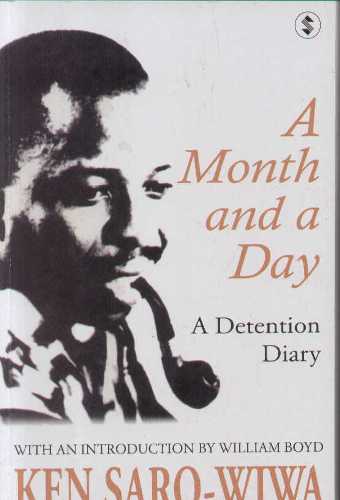 A
Month
and a
Day
A Detention
Diary
WITH AN INTRODUCTION BY WILLIAM BOYD
KEN SARO-WIWA